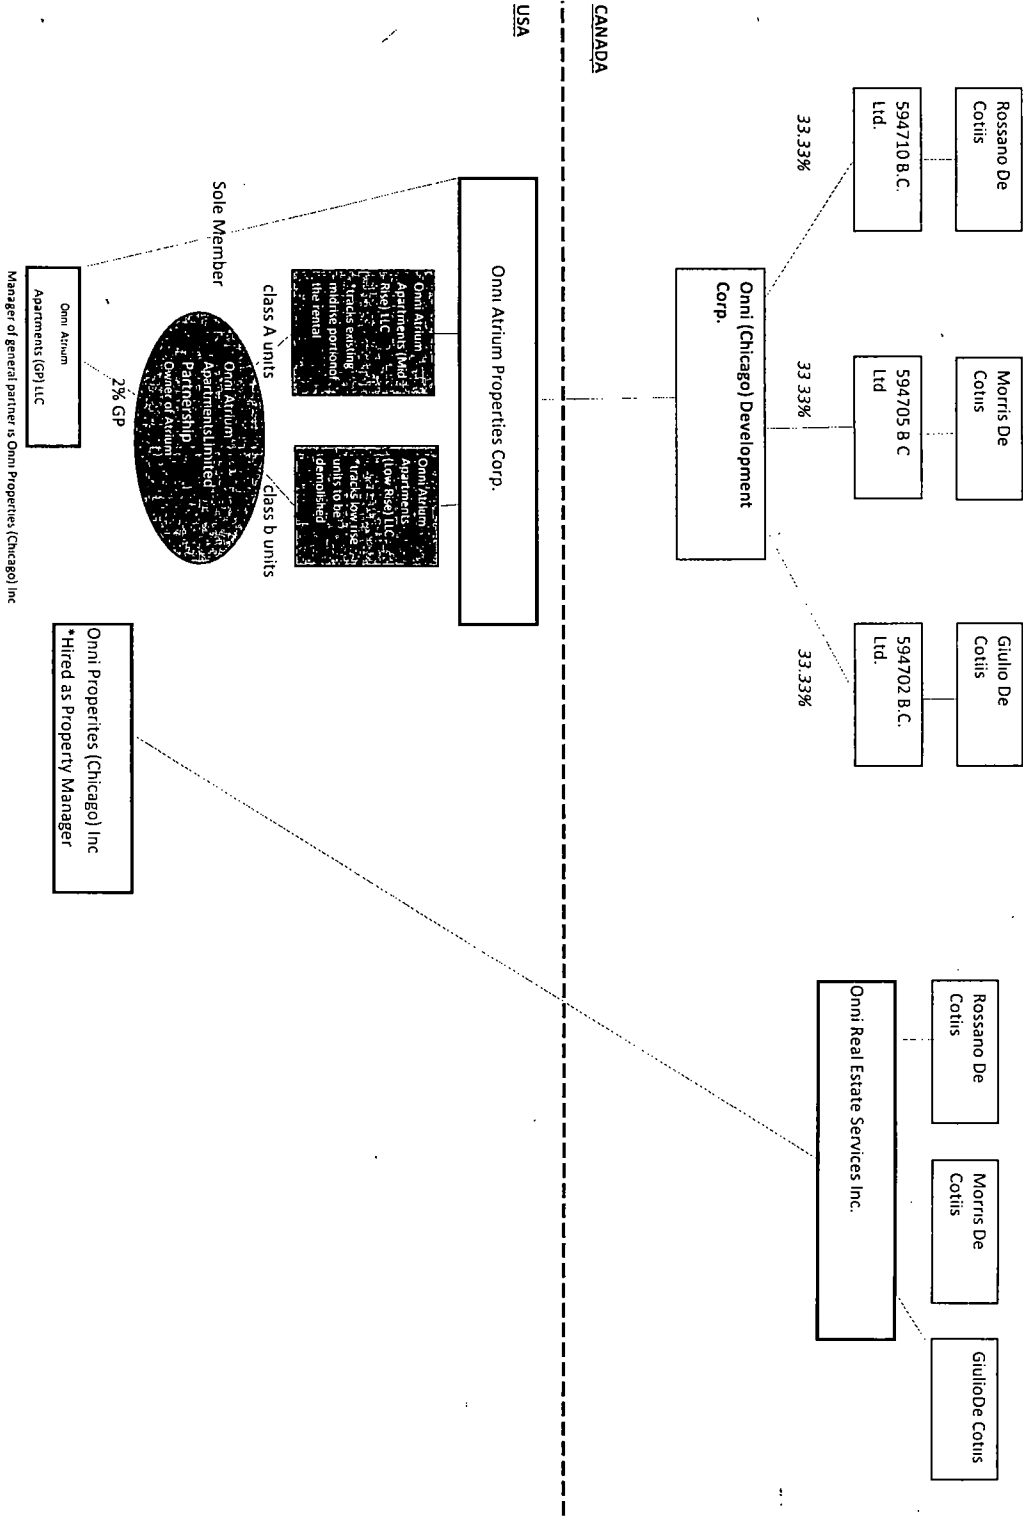 Rossano De
Cotiis
Morris De
Cotiis
Giulio De
Cotiis
594710 B.C.
Ltd.
594705 B C
Ltd
594702 B.C.
Ltd.
33.33%
33 33%
33.33%
Onni (Chicago) Development
Corp.
Rossano De
Cotiis
Morris De
Cotiis
GiulioDe Cotiis
Onni Real Estate Services Inc.
CANADA
USA
Onni Atrium Properties Corp.
Onni Atrium
Apartments (Mid
Rise) LLC
*tracks existing
midrise portion of
the rental
Onni Atrium
Apartments
(Low Rise) LLC
*tracks low rise
units to be
demolished
class A units
class b units
Sole Member
Onni Atrium
ApartmentsLimited
Partnership
Owner of Atrium
2% GP
Onni Atrium
Apartments (GP) LLC
Manager of general partner is Onni Properties (Chicago) Inc
Onni Properites (Chicago) Inc
*Hired as Property Manager